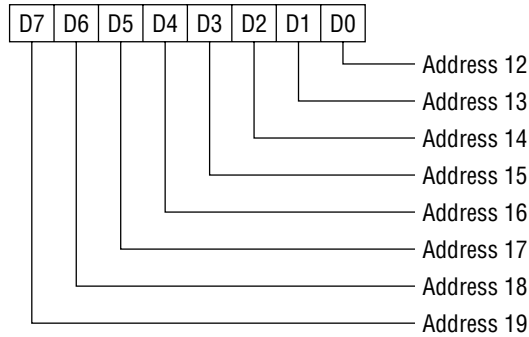 D7 D6 D5 D4 D3 D2 D1 D0
Address 12
Address 13
Address 14
Address 15
Address 16
Address 17
Address 18
Address 19